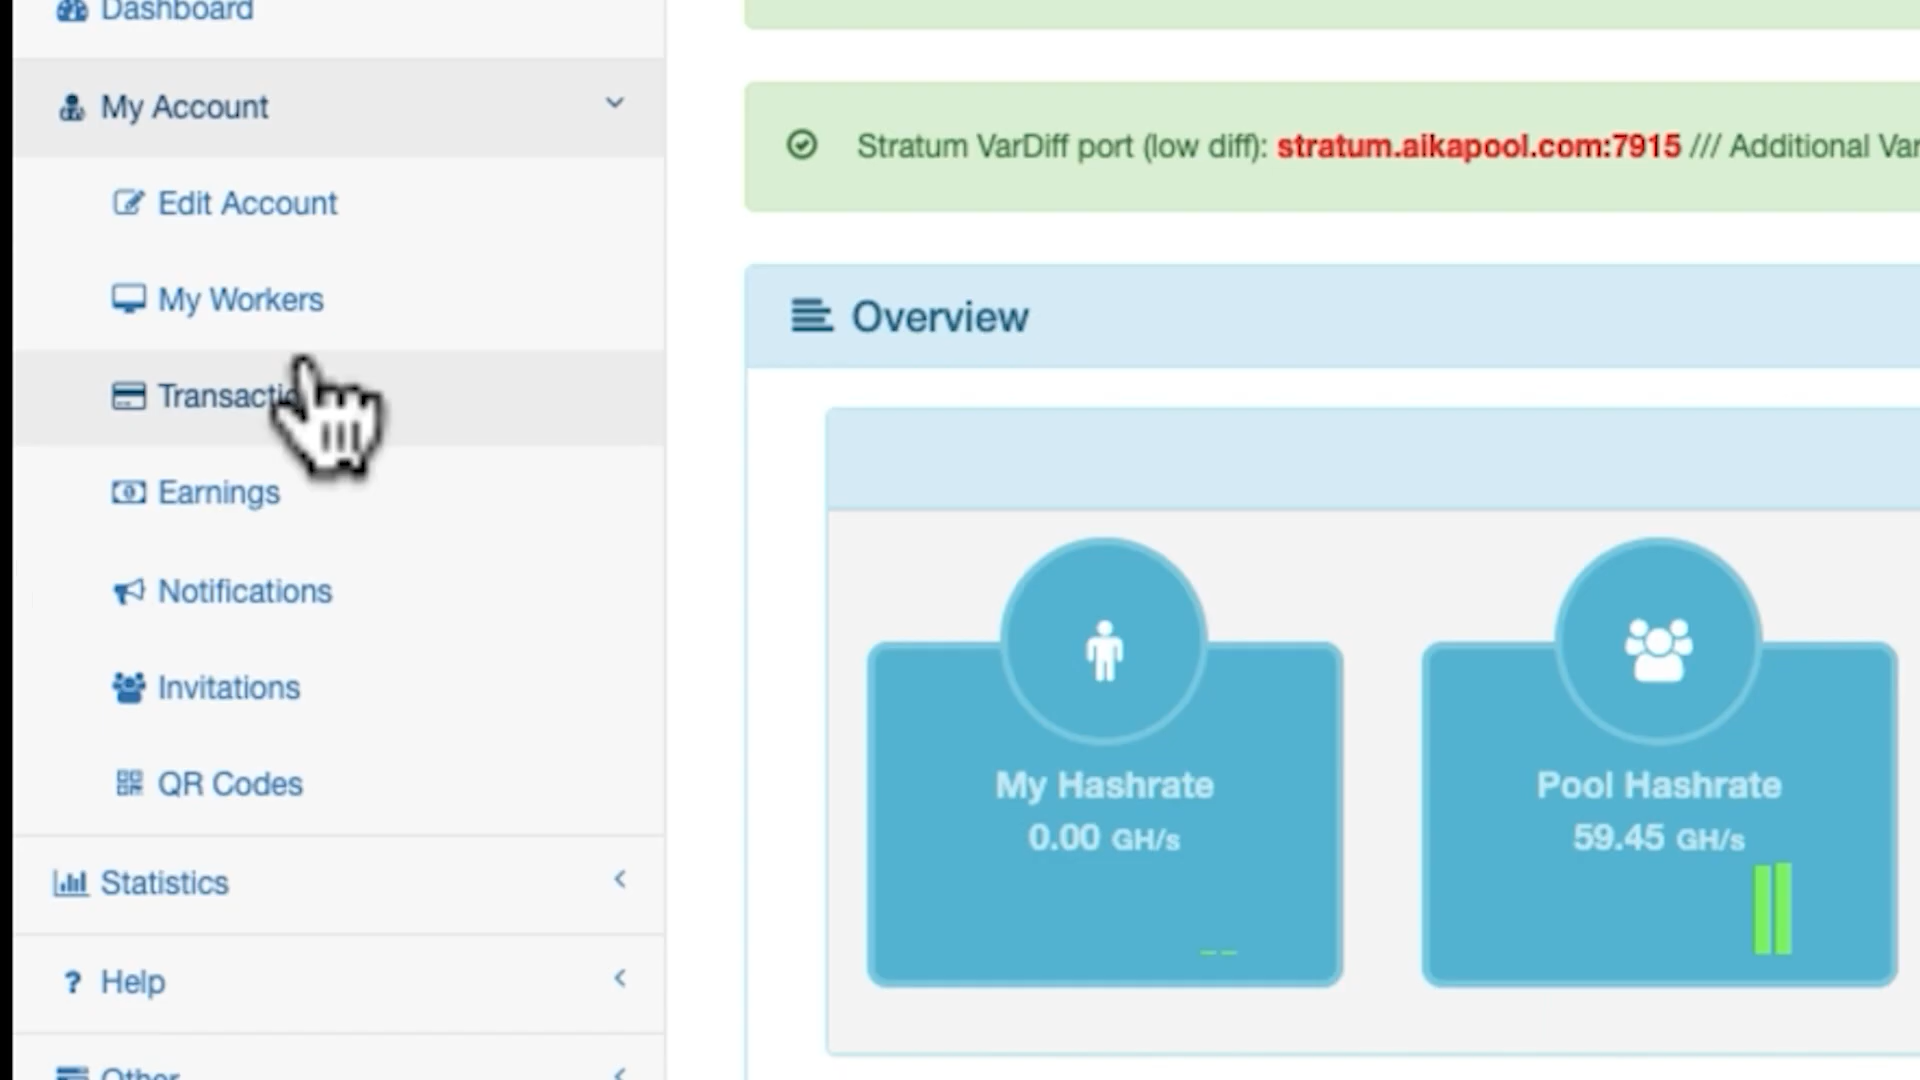 Dashboard
My Account
Edit Account
My Workers
Transacti
Earnings
Notifications
Invitations
QR Codes
Statistics
? Help
Other
Stratum VarDiff port (low diff): stratum.aikapool.com:7915 /// Additional Var
Overview
My Hashrate
0.00 GH/s
Pool Hashrate
59.45 GH/s